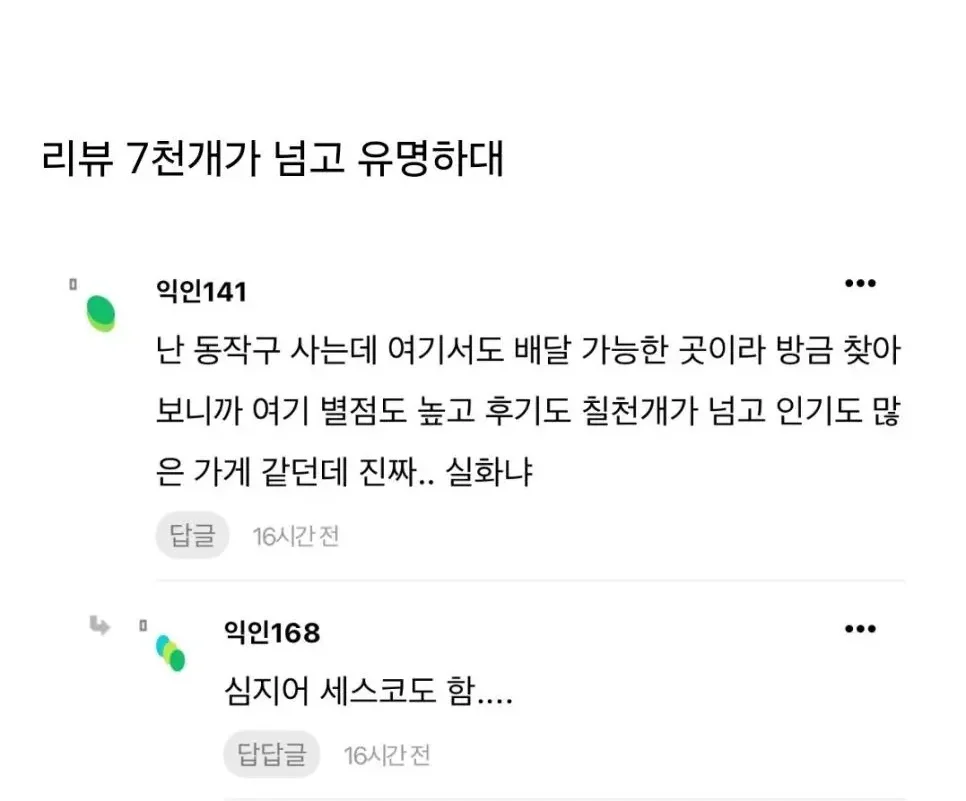 리뷰 7천개가 넘고 유명하대
익인141
난 동작구 사는데 여기서도 배달 가능한 곳이라 방금 찾아
보니까 여기 별점도 높고 후기도 칠천개가 넘고 인기도 많
은 가게 같던데 진짜.. 실화냐
답글 16시간 전
익인168
심지어 세스코도 함....
답답글 16시간 전